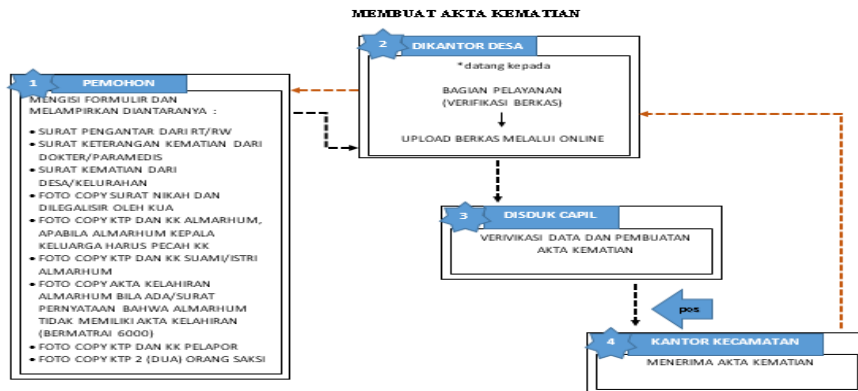 MEMBUAT AKTA KEMATIAN
1 PEMOHON
MENGISI FORMULIR DAN
MELAMPIRKAN DIANTARANYA :
• SURAT PENGANTAR DARI RT/RW
• SURAT KETERANGAN KEMATIAN DARI
DOKTER/PARAMEDIS
• SURAT KEMATIAN DARI
DESA/KELURAHAN
• FOTO COPY SURAT NIKAH DAN
DILEGALISIR OLEH KUA
• FOTO COPY KTP DAN KK ALMARHUM,
APABILA ALMARHUM KEPALA
KELUARGA HARUS PECAH KK
• FOTO COPY KTP DAN KK SUAMI/ISTRI
ALMARHUM
• FOTO COPY AKTA KELAHIRAN
ALMARHUM BILA ADA/SURAT
PERNYATAAN BAHWA ALMARHUM
TIDAK MEMILIKI AKTA KELAHIRAN
(BERMATRAI 6000)
• FOTO COPY KTP DAN KK PELAPOR
• FOTO COPY KTP 2 (DUA) ORANG SAKSI
2 DIKANTOR DESA
*datang kepada
BAGIAN PELAYANAN
(VERIFIKASI BERKAS)
UPLOAD BERKAS MELALUI ONLINE
3 DISDUK CAPIL
VERIVIKASI DATA DAN PEMBUATAN
AKTA KEMATIAN
pos
4 KANTOR KECAMATAN
MENERIMA AKTA KEMATIAN